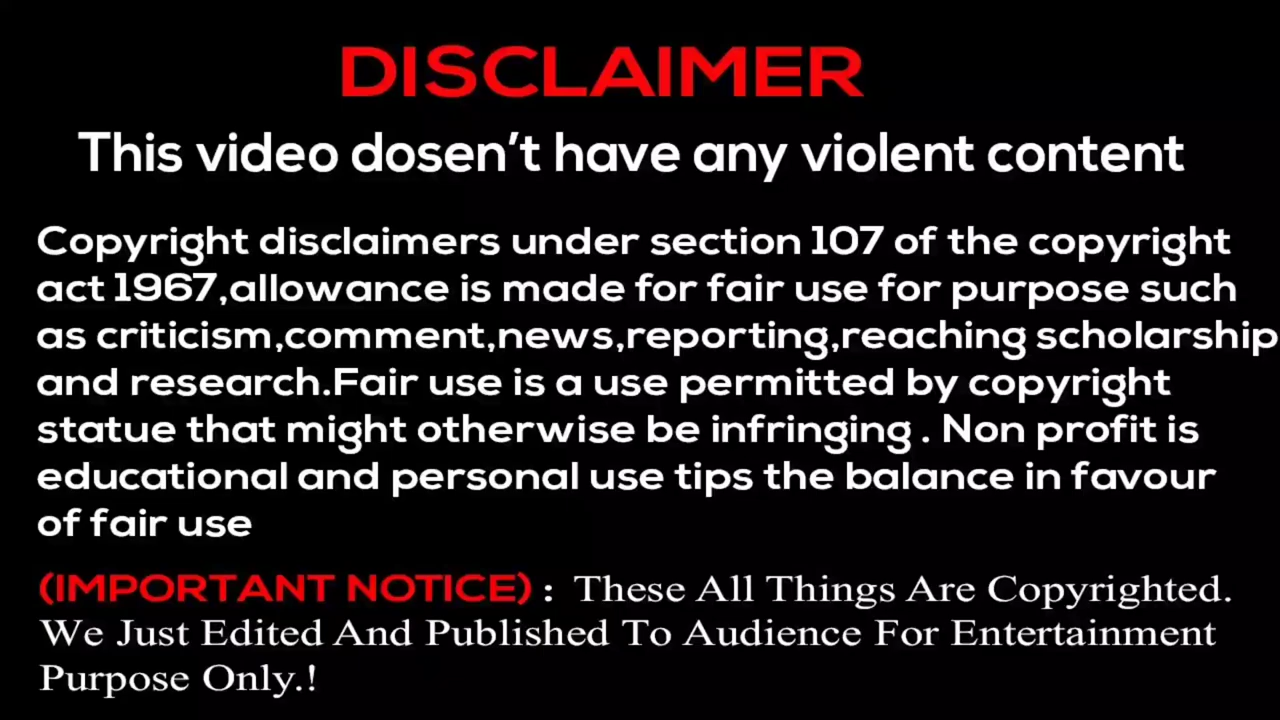 DISCLAIMER
This video dosen’t have any violent content
Copyright disclaimers under section 107 of the copyright
act 1967,allowance is made for fair use for purpose such
as criticism,comment,news,reporting,reaching scholarship
and research.Fair use is a use permitted by copyright
statue that might otherwise be infringing . Non profit is
educational and personal use tips the balance in favour
of fair use
(IMPORTANT NOTICE) : These All Things Are Copyrighted.
We Just Edited And Published To Audience For Entertainment
Purpose Only.!